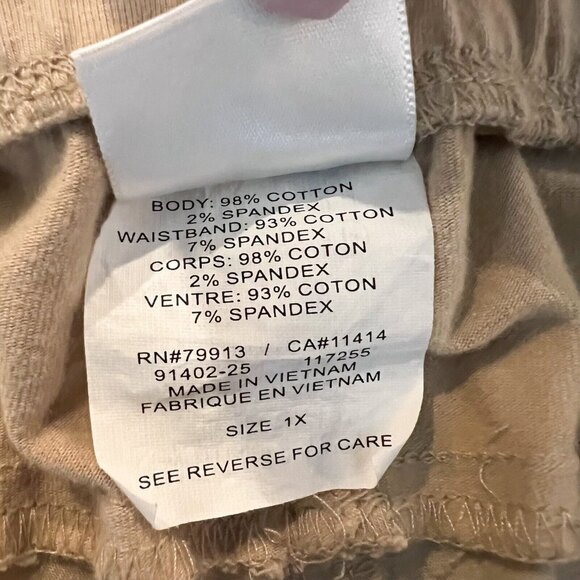 BODY: 98% COTTON
2% SPANDEX
WAISTBAND: 93% COTTON
7% SPANDEX
CORPS: 98% COTON
2% SPANDEX
VENTRE: 93% COTON
7% SPANDEX
RN#79913 / CA#11414
91402-25 117255
MADE IN VIETNAM
FABRIQUE EN VIETNAM
SIZE 1X
SEE REVERSE FOR CARE